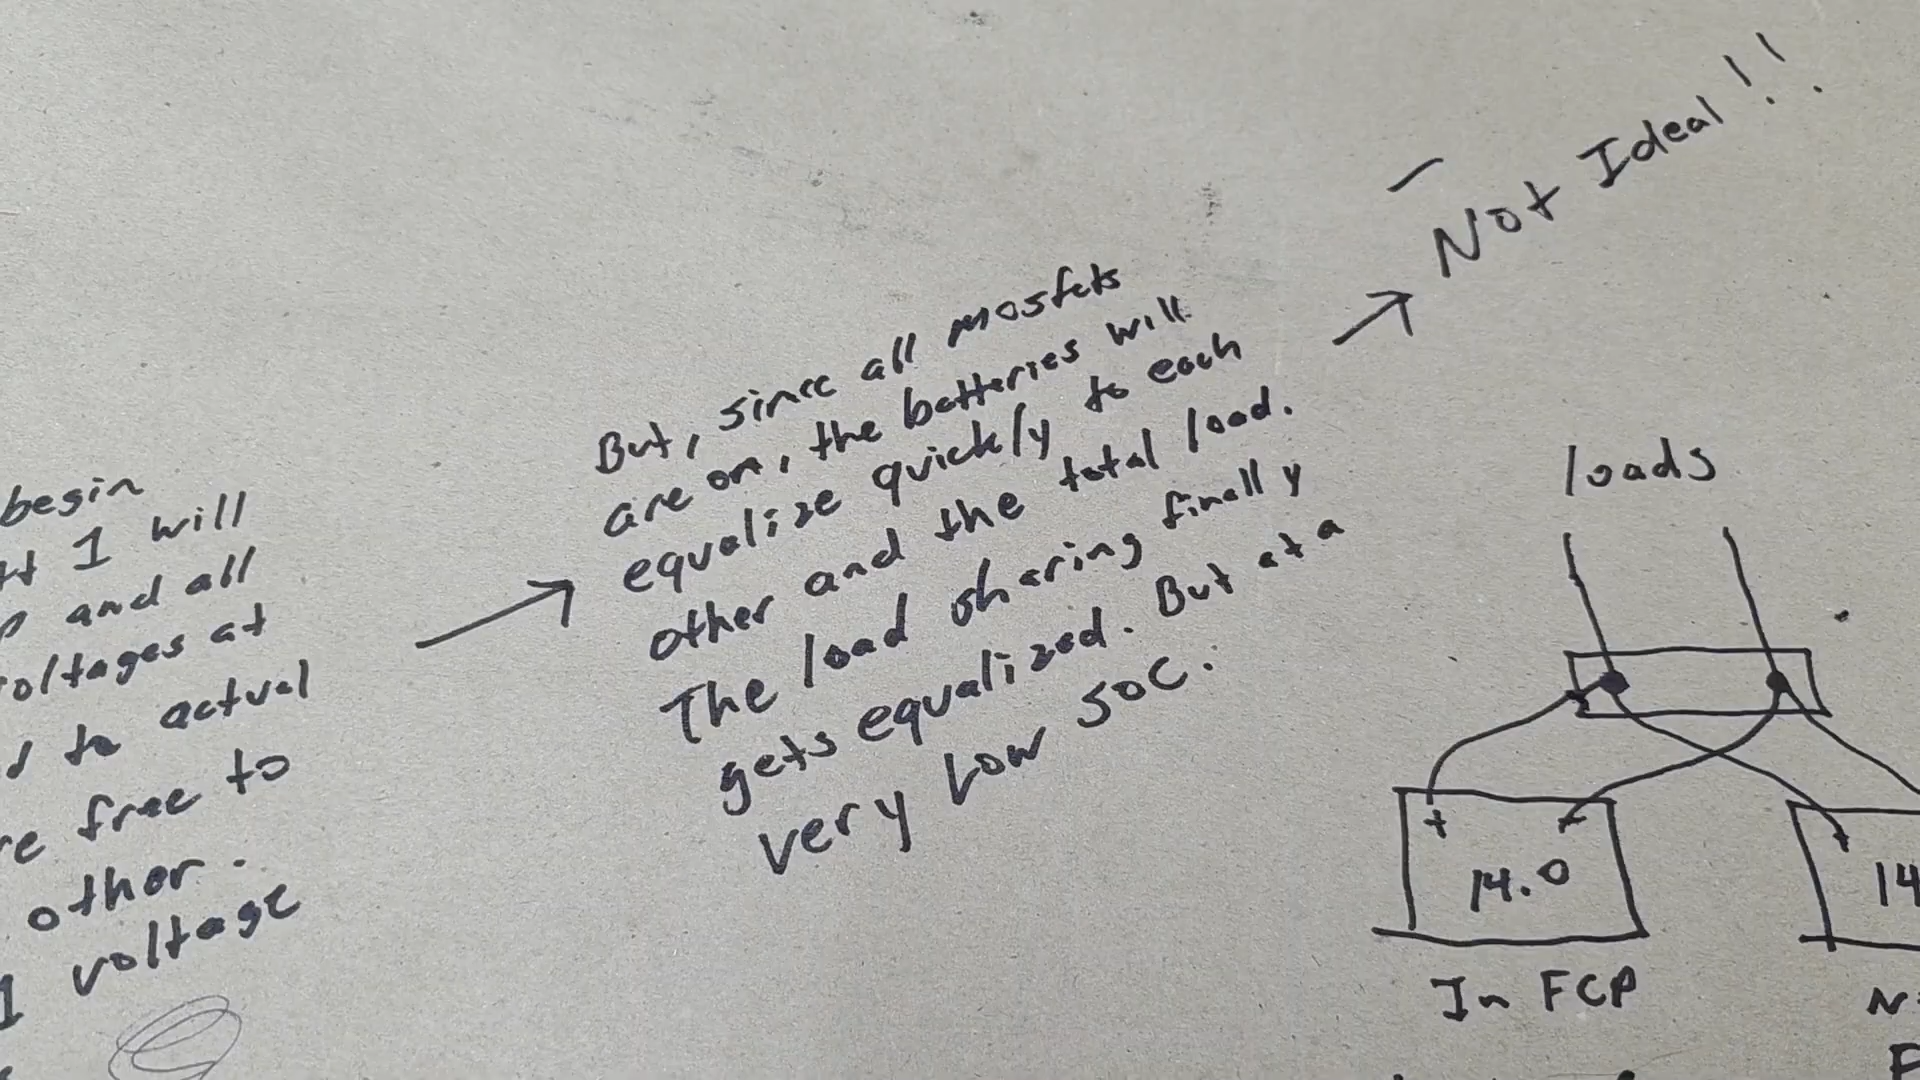 begin
1 will
and all
voltages at
to actual
free to
other.
1 voltage
But, since all mosfets
are on, the batteries will
equalize quickly to each
other and the total load.
The load sharing finally
gets equalized. But at a
very low SOC.
Not Ideal!!
loads
+ -
14.0
In FCP
+
14